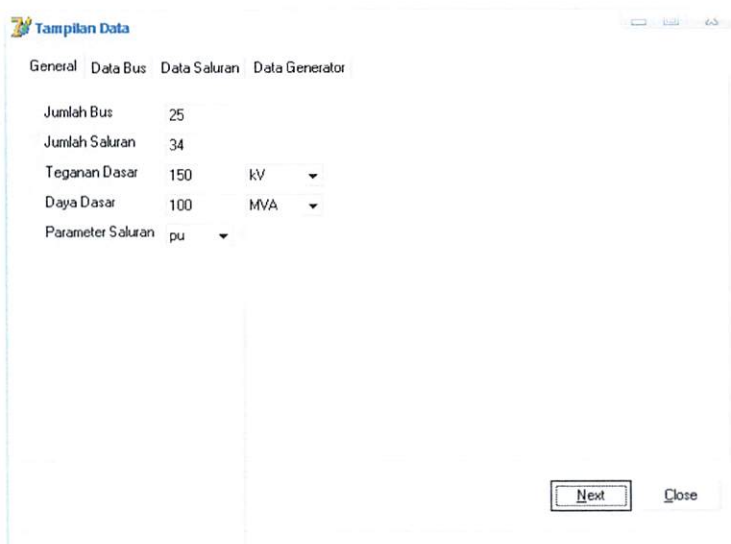 Tampilan Data
General Data Bus Data Saluran Data Generator
Jumlah Bus 25
Jumlah Saluran 34
Teganan Dasar 150 kV
Daya Dasar 100 MVA
Parameter Saluran pu
Next Close